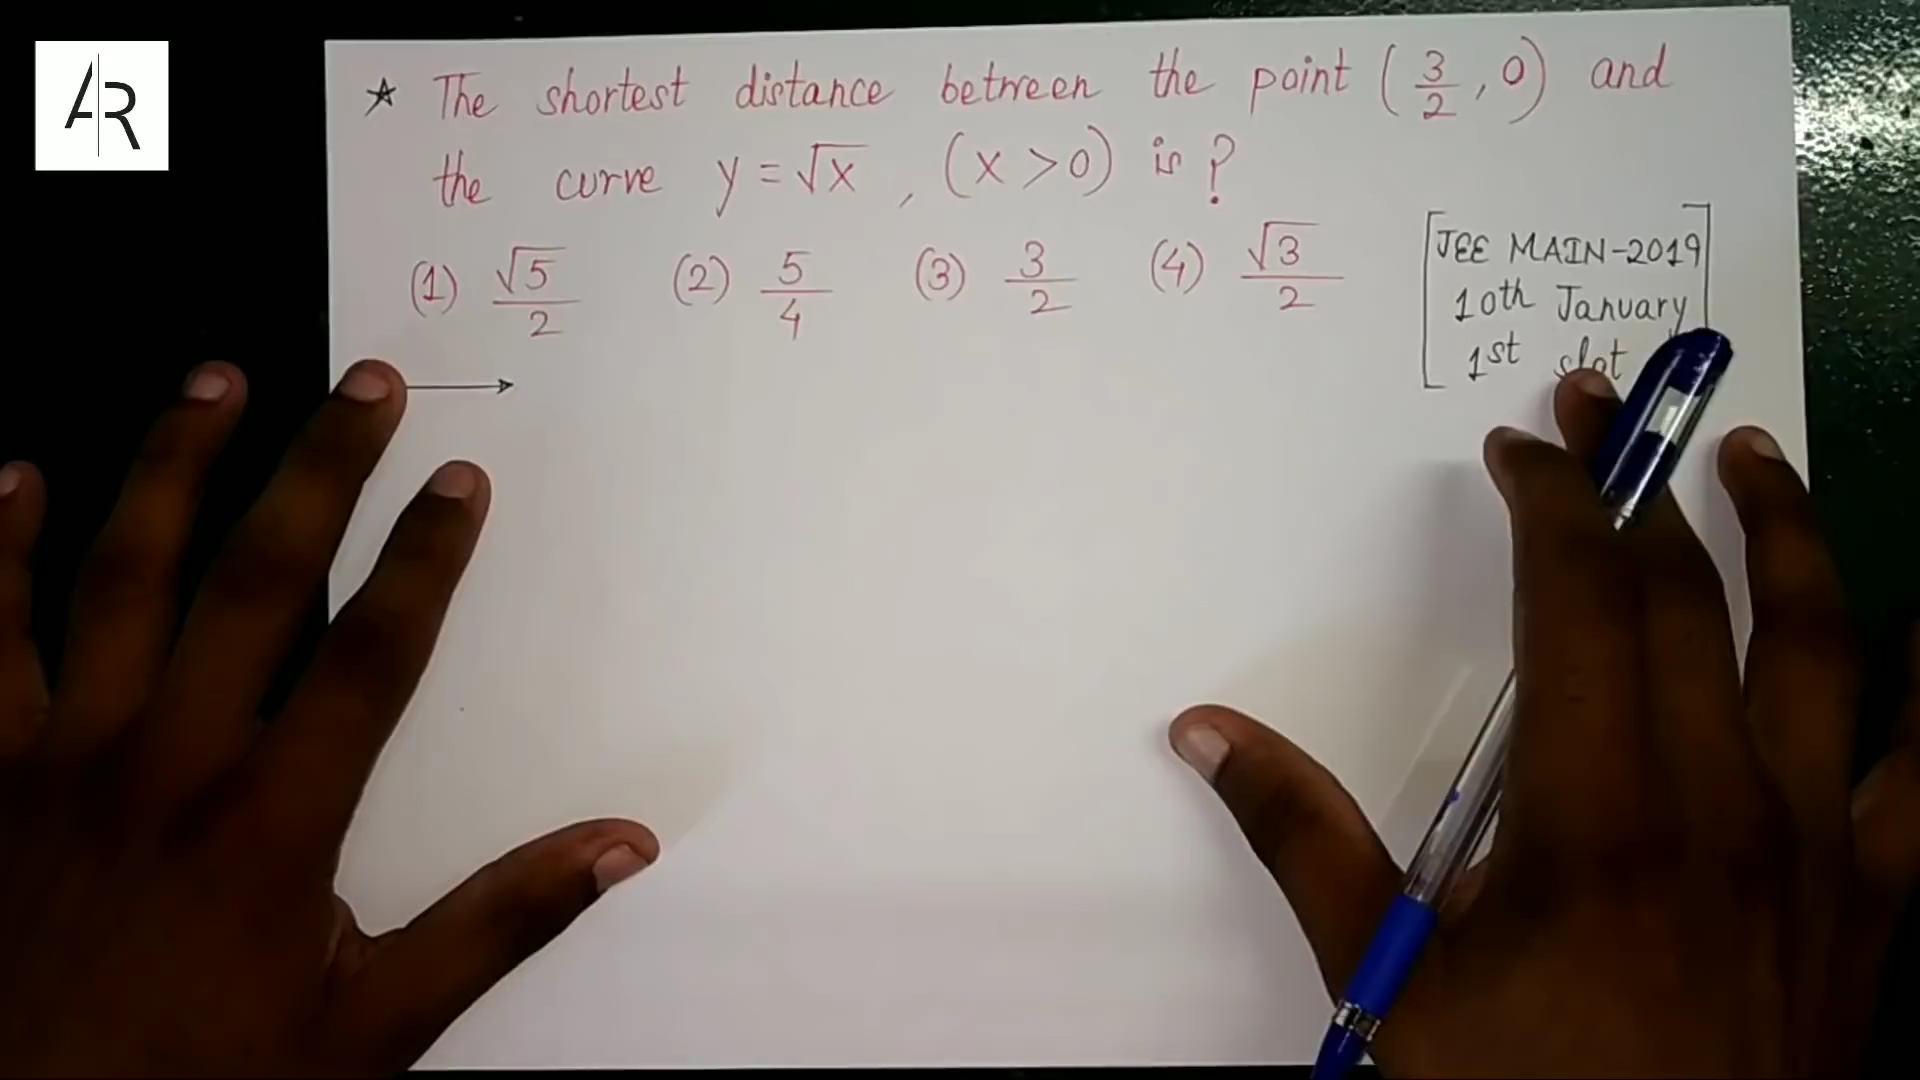 AR
★ The shortest distance between the point (3/2, 0) and
the curve y = √x, (x > 0) is ?
(1) √5/2 (2) 5/4 (3) 3/2 (4) √3/2
[JEE MAIN-2019
10th January
1st slot]